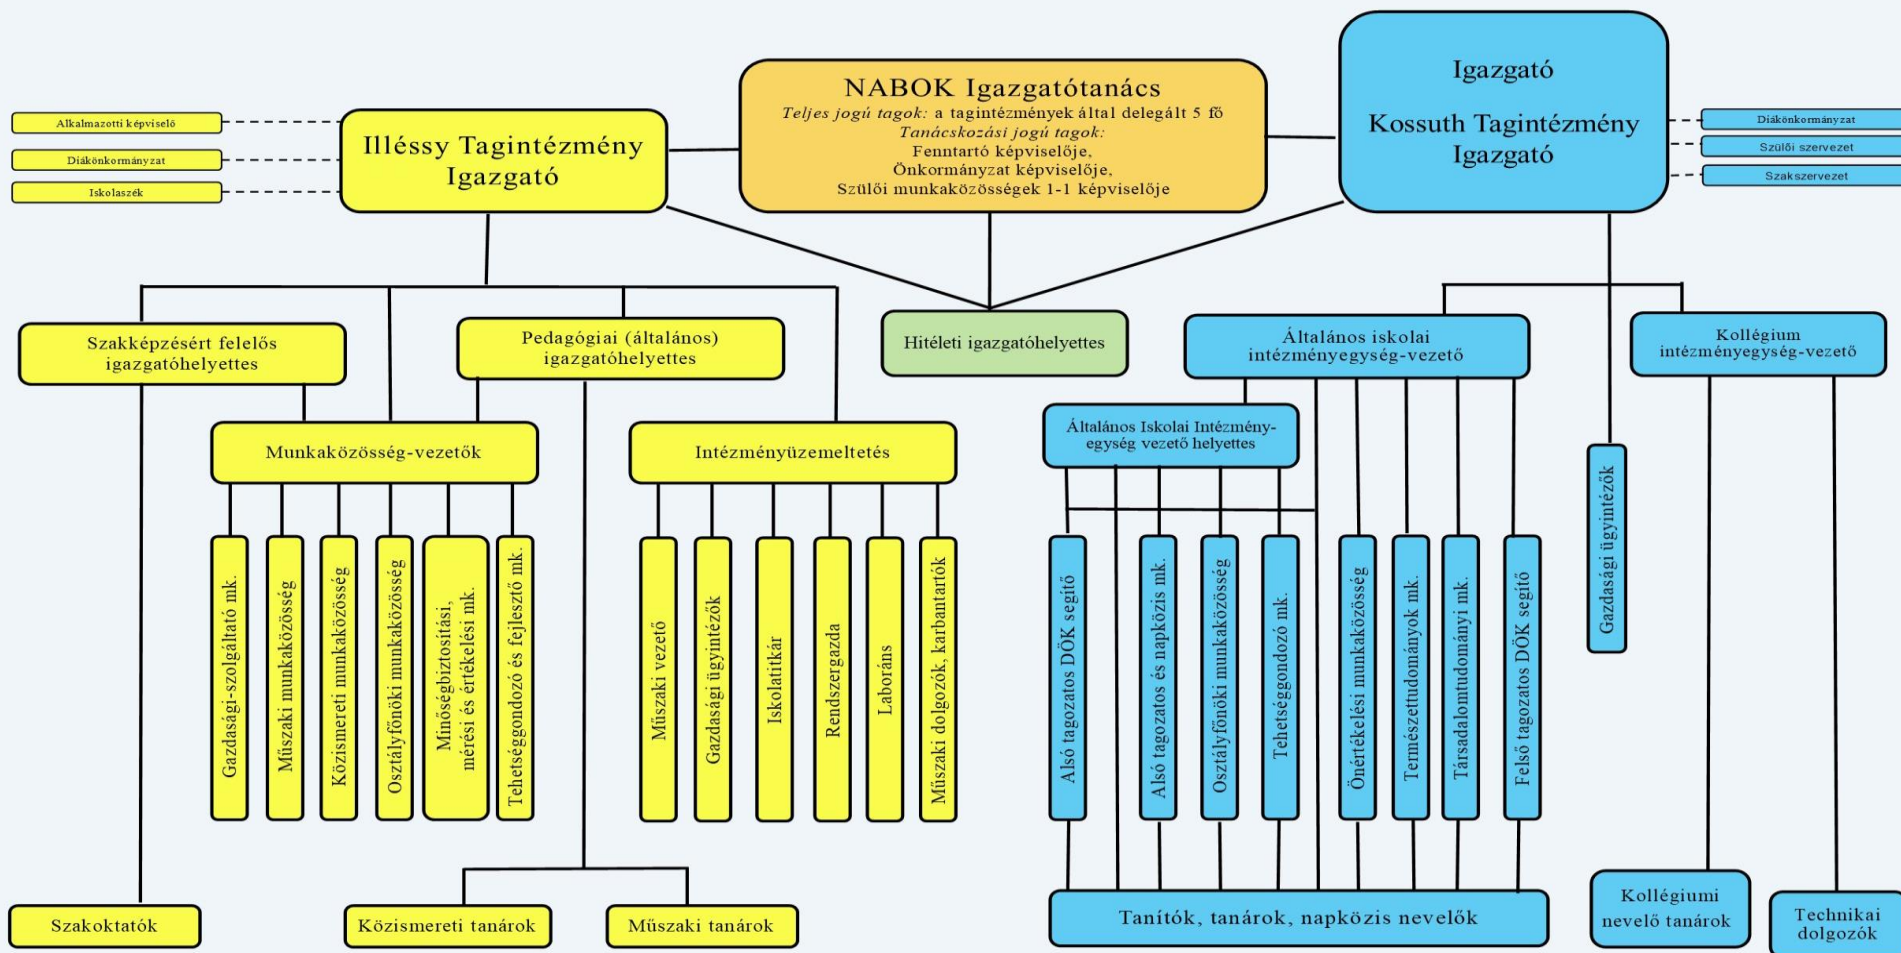 NABOK Igazgatótanács
Teljes jogú tagok: a tagintézmények által delegált 5 fő
Tanácskozási jogú tagok:
Fenntartó képviselője,
Önkormányzat képviselője,
Szülői munkaközösségek 1-1 képviselője
Igazgató
Kossuth Tagintézmény
Igazgató
Illéssy Tagintézmény
Igazgató
Alkalmazotti képviselő
Diákönkormányzat
Iskolaszék
Diákönkormányzat
Szülői szervezet
Szakszervezet
Szakképzésért felelős
igazgatóhelyettes
Pedagógiai (általános)
igazgatóhelyettes
Hitéleti igazgatóhelyettes
Általános iskolai
intézményegység-vezető
Kollégium
intézményegység-vezető
Munkaközösség-vezetők
Intézményüzemeltetés
Általános Iskolai Intézmény-
egység vezető helyettes
Gazdasági-szolgáltató mk.
Műszaki munkaközösség
Közismereti munkaközösség
Osztályfőnöki munkaközösség
Minőségbiztosítási,
mérési és értékelési mk.
Tehetséggondozó és fejlesztő mk.
Műszaki vezető
Gazdasági ügyintézők
Iskolatitkár
Rendszergazda
Laboráns
Műszaki dolgozók, karbantartók
Alsó tagozatos DÖK segítő
Alsó tagozatos és napközis mk.
Osztályfőnöki munkaközösség
Tehetséggondozó mk.
Önértékelési munkaközösség
Természettudományok mk.
Társadalomtudományi mk.
Felső tagozatos DÖK segítő
Gazdasági ügyintézők
Szakoktatók
Közismereti tanárok
Műszaki tanárok
Tanítók, tanárok, napközis nevelők
Kollégiumi
nevelő tanárok
Technikai
dolgozók